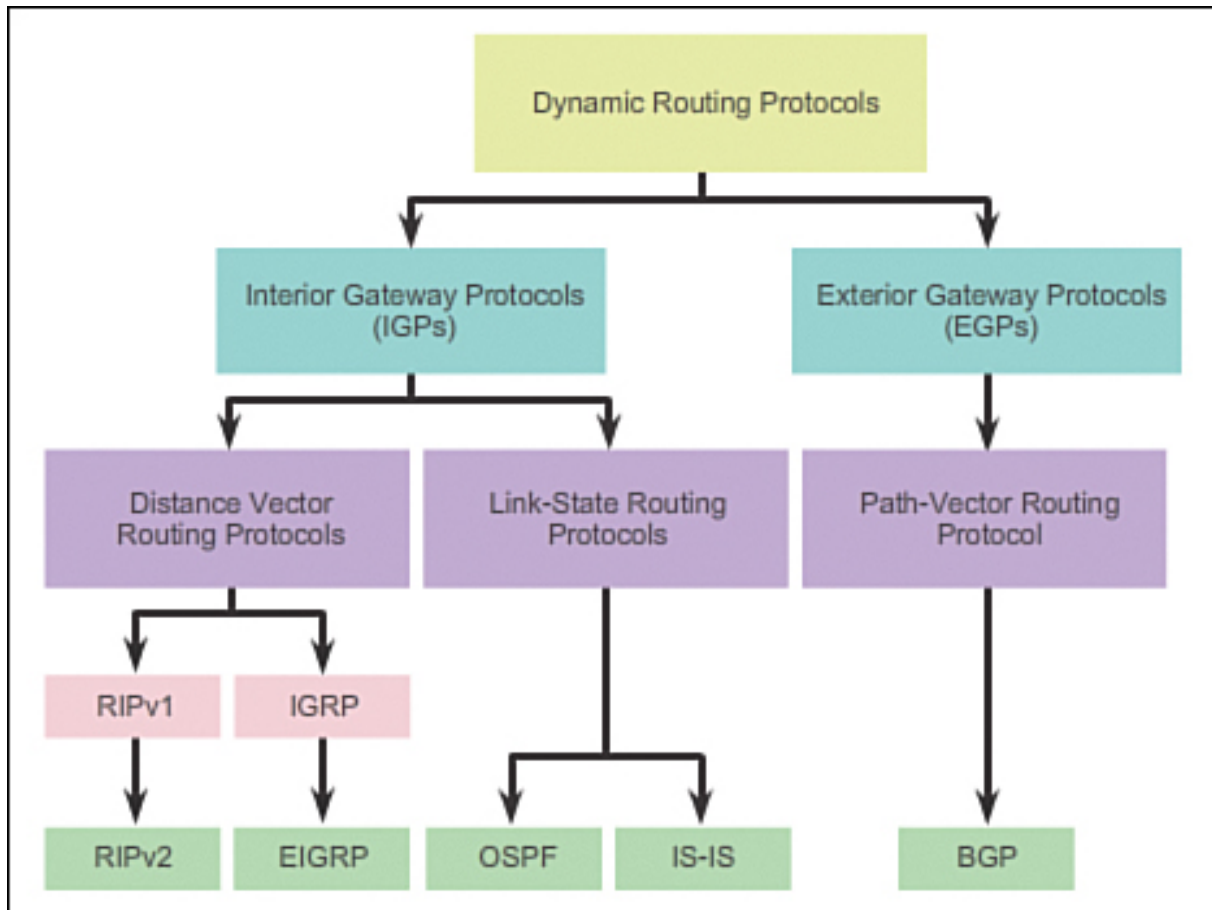 Dynamic Routing Protocols
Interior Gateway Protocols
(IGPs)
Exterior Gateway Protocols
(EGPs)
Distance Vector
Routing Protocols
Link-State Routing
Protocols
Path-Vector Routing
Protocol
RIPv1
IGRP
RIPv2
EIGRP
OSPF
IS-IS
BGP